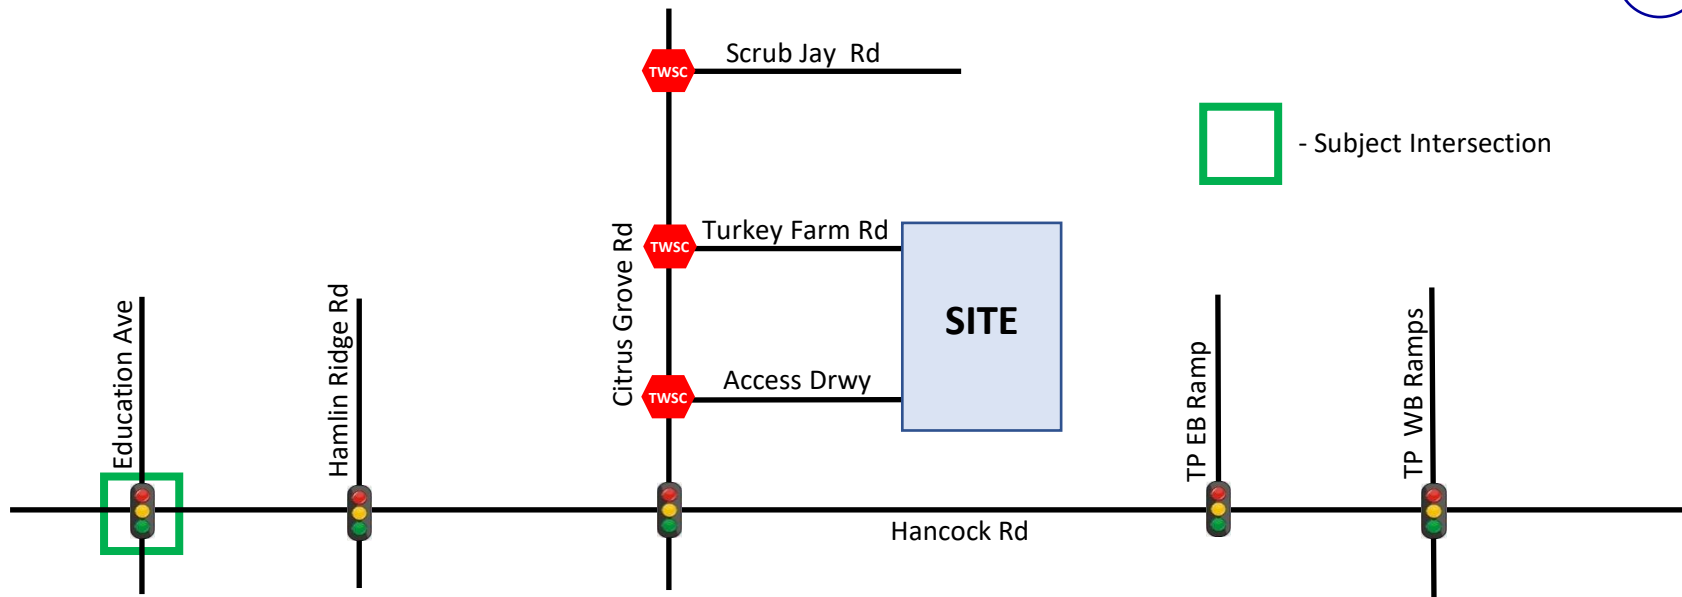 Scrub Jay  Rd
TWSC
- Subject Intersection
Turkey Farm Rd
TWSC
Citrus Grove Rd
SITE
Education Ave
Hamlin Ridge Rd
Access Drwy
TWSC
TP EB Ramp
TP  WB Ramps
Hancock Rd